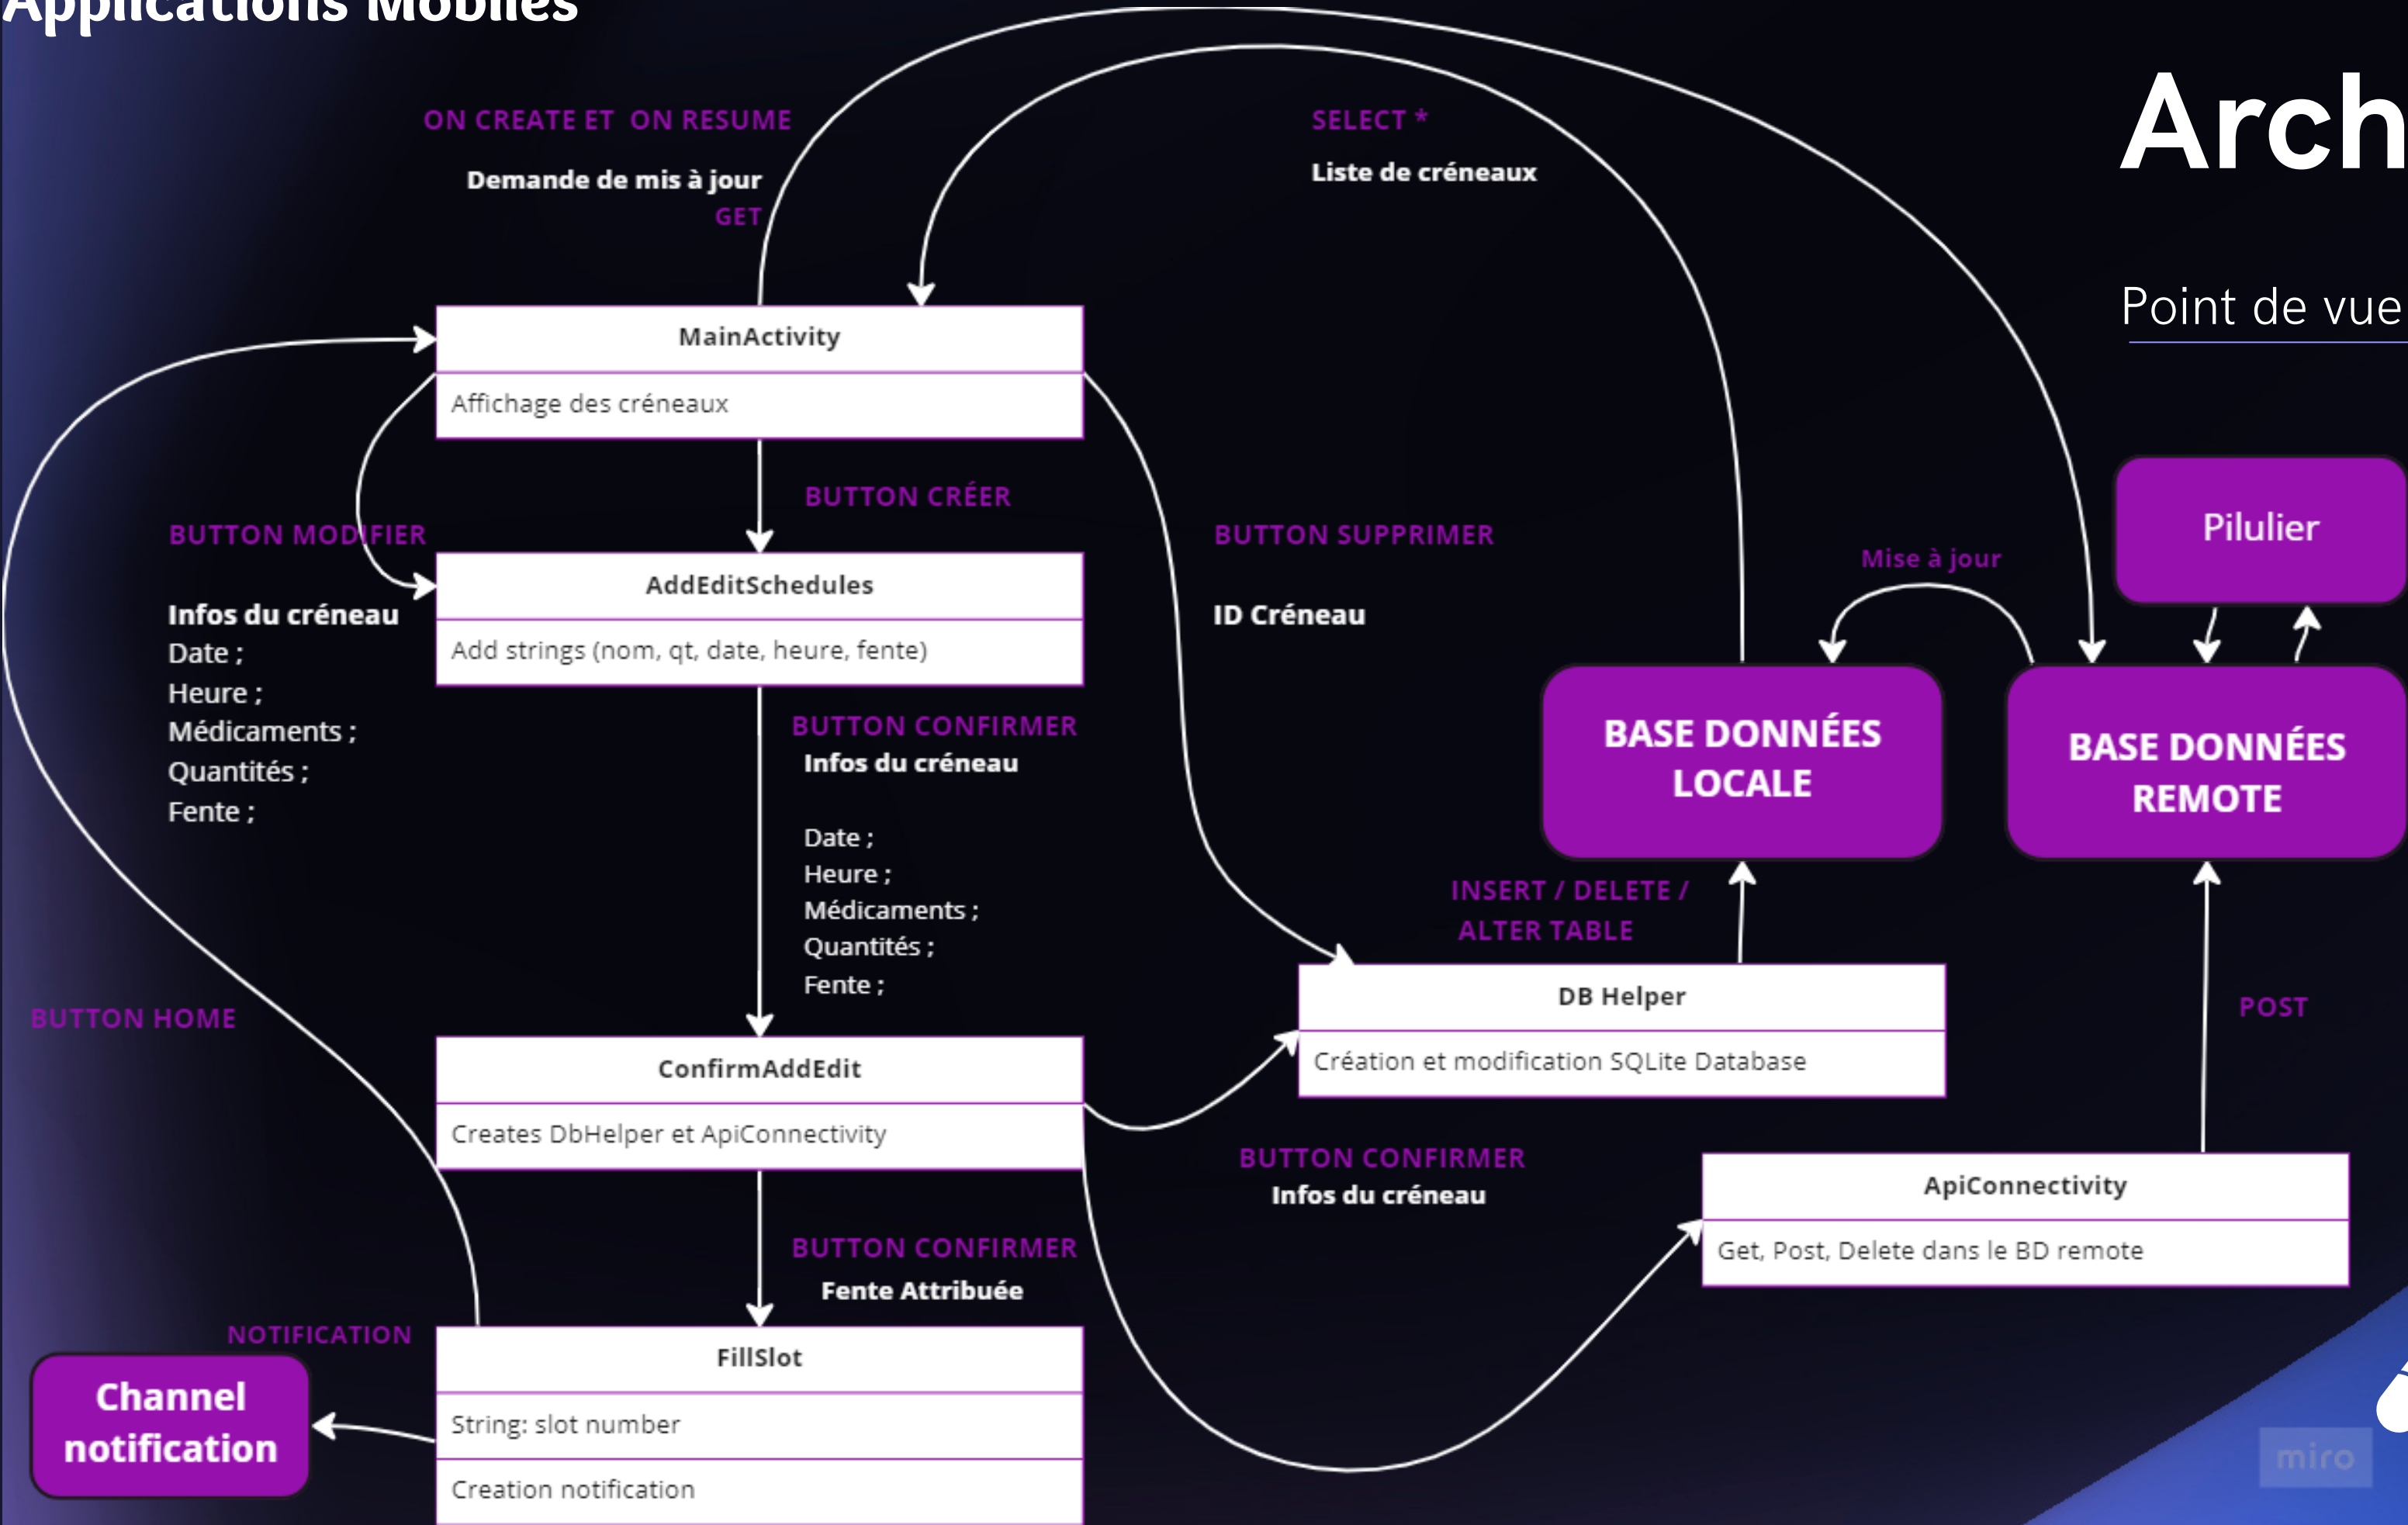 Applications Mobiles
Arch
Point de vue
ON CREATE ET ON RESUME
Demande de mis à jour
GET
SELECT *
Liste de créneaux
MainActivity
Affichage des créneaux
BUTTON CRÉER
BUTTON MODIFIER
Infos du créneau
Date ;
Heure ;
Médicaments ;
Quantités ;
Fente ;
AddEditSchedules
Add strings (nom, qt, date, heure, fente)
BUTTON SUPPRIMER
ID Créneau
Mise à jour
Pilulier
BASE DONNÉES
LOCALE
BASE DONNÉES
REMOTE
BUTTON CONFIRMER
Infos du créneau
Date ;
Heure ;
Médicaments ;
Quantités ;
Fente ;
INSERT / DELETE /
ALTER TABLE
DB Helper
Création et modification SQLite Database
POST
BUTTON HOME
ConfirmAddEdit
Creates DbHelper et ApiConnectivity
BUTTON CONFIRMER
Infos du créneau
ApiConnectivity
Get, Post, Delete dans le BD remote
BUTTON CONFIRMER
Fente Attribuée
NOTIFICATION
Channel
notification
FillSlot
String: slot number
Creation notification
miro